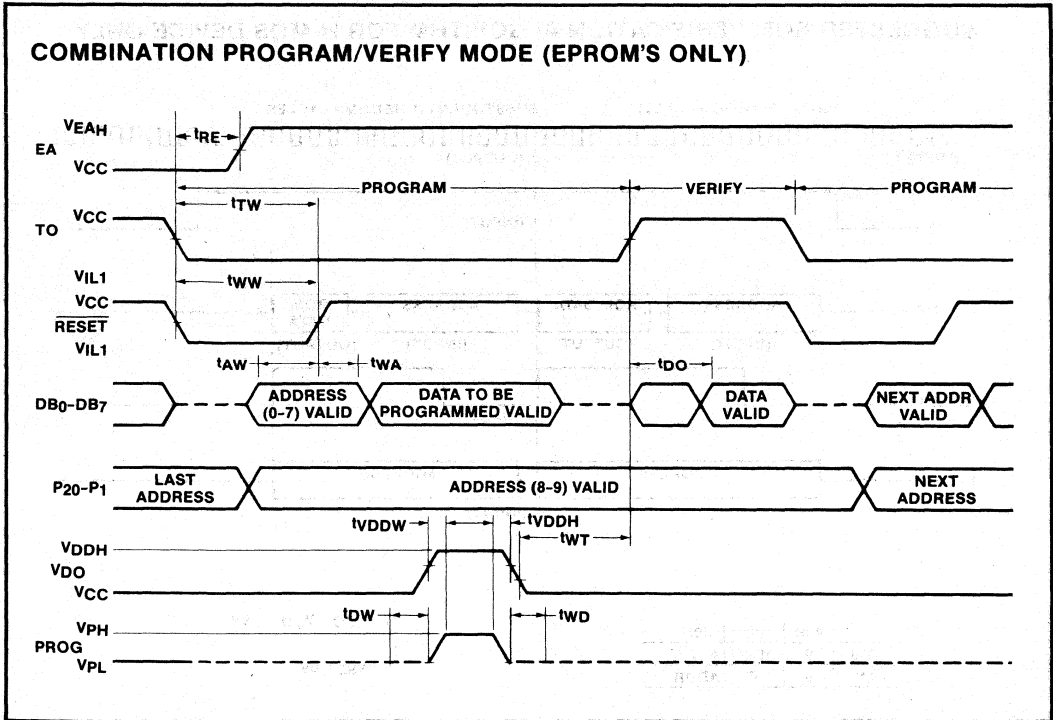 COMBINATION PROGRAM/VERIFY MODE (EPROM'S ONLY)
VEAH
EA
VCC
tRE
PROGRAM
VERIFY
PROGRAM
tTW
VCC
TO
VIL1
tWW
VCC
RESET
VIL1
tAW
tWA
tDO
DB0-DB7
ADDRESS
(0-7) VALID
DATA TO BE
PROGRAMMED VALID
DATA
VALID
NEXT ADDR
VALID
P20-P1
LAST
ADDRESS
ADDRESS (8-9) VALID
NEXT
ADDRESS
tVDDW
tVDDH
tWT
VDDH
VDO
VCC
tDW
tWD
VPH
PROG
VPL